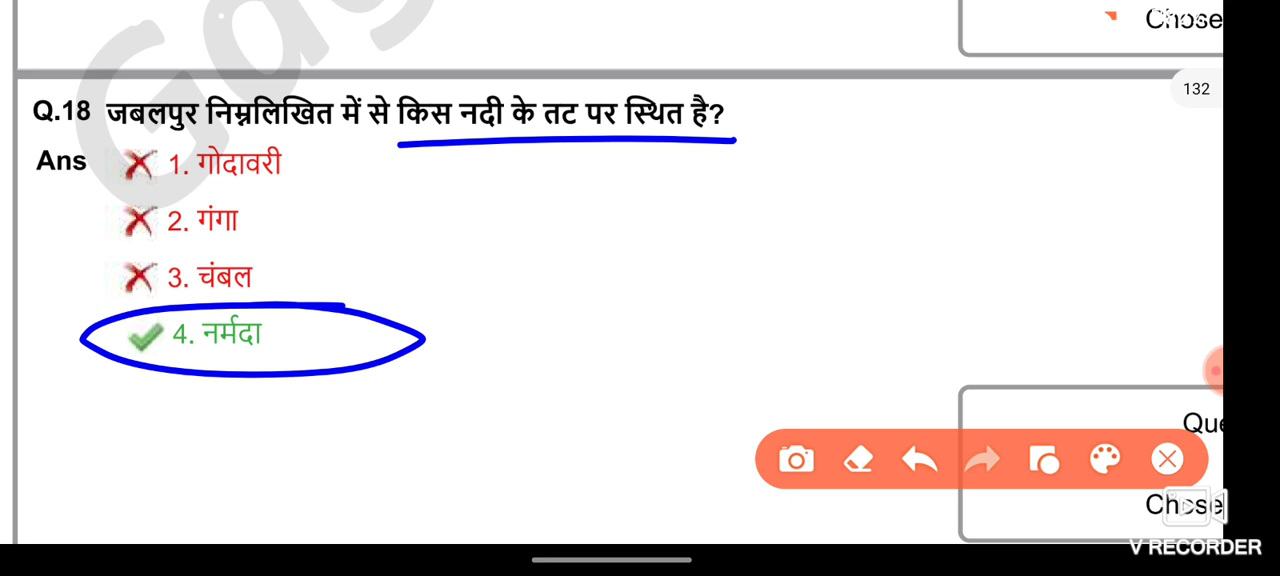 Chose
132
Q.18 जबलपुर निम्नलिखित में से किस नदी के तट पर स्थित है?
Ans 1. गोदावरी
2. गंगा
3. चंबल
4. नर्मदा
Que
Chose
V RECORDER